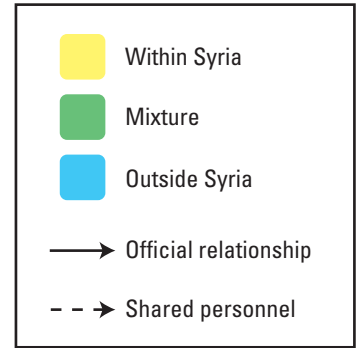 Within Syria
Mixture
Outside Syria
Official relationship
Shared personnel